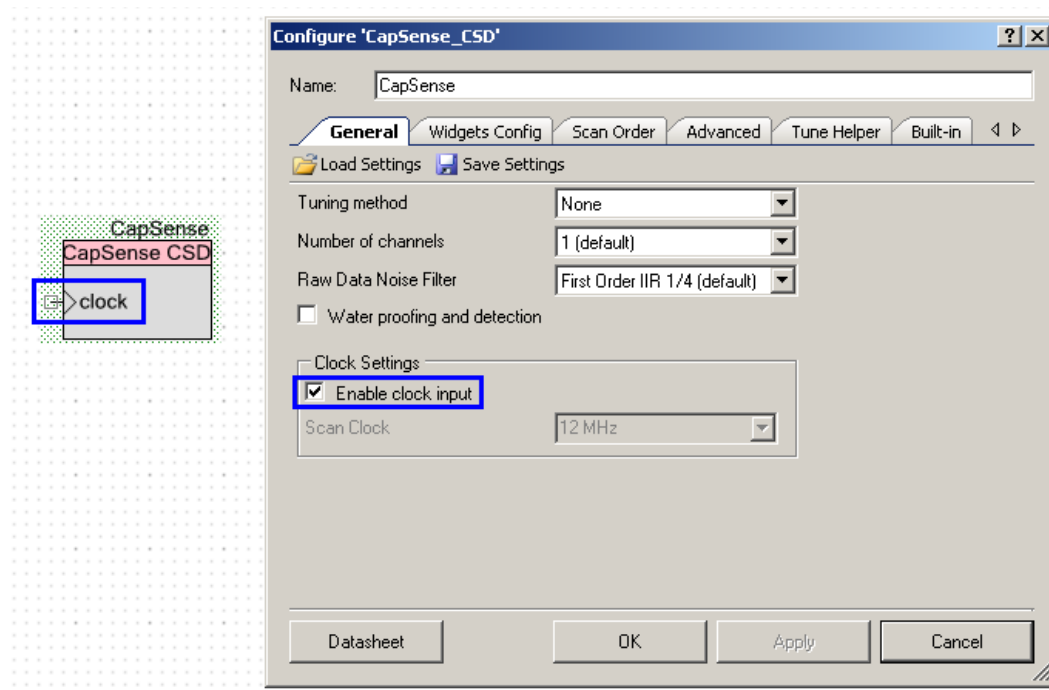 Configure 'CapSense_CSD'
Name: CapSense
General Widgets Config Scan Order Advanced Tune Helper Built-in
Load Settings Save Settings
Tuning method None
Number of channels 1 (default)
Raw Data Noise Filter First Order IIR 1/4 (default)
Water proofing and detection
Clock Settings
Enable clock input
Scan Clock 12 MHz
Datasheet OK Apply Cancel
CapSense
CapSense CSD
clock